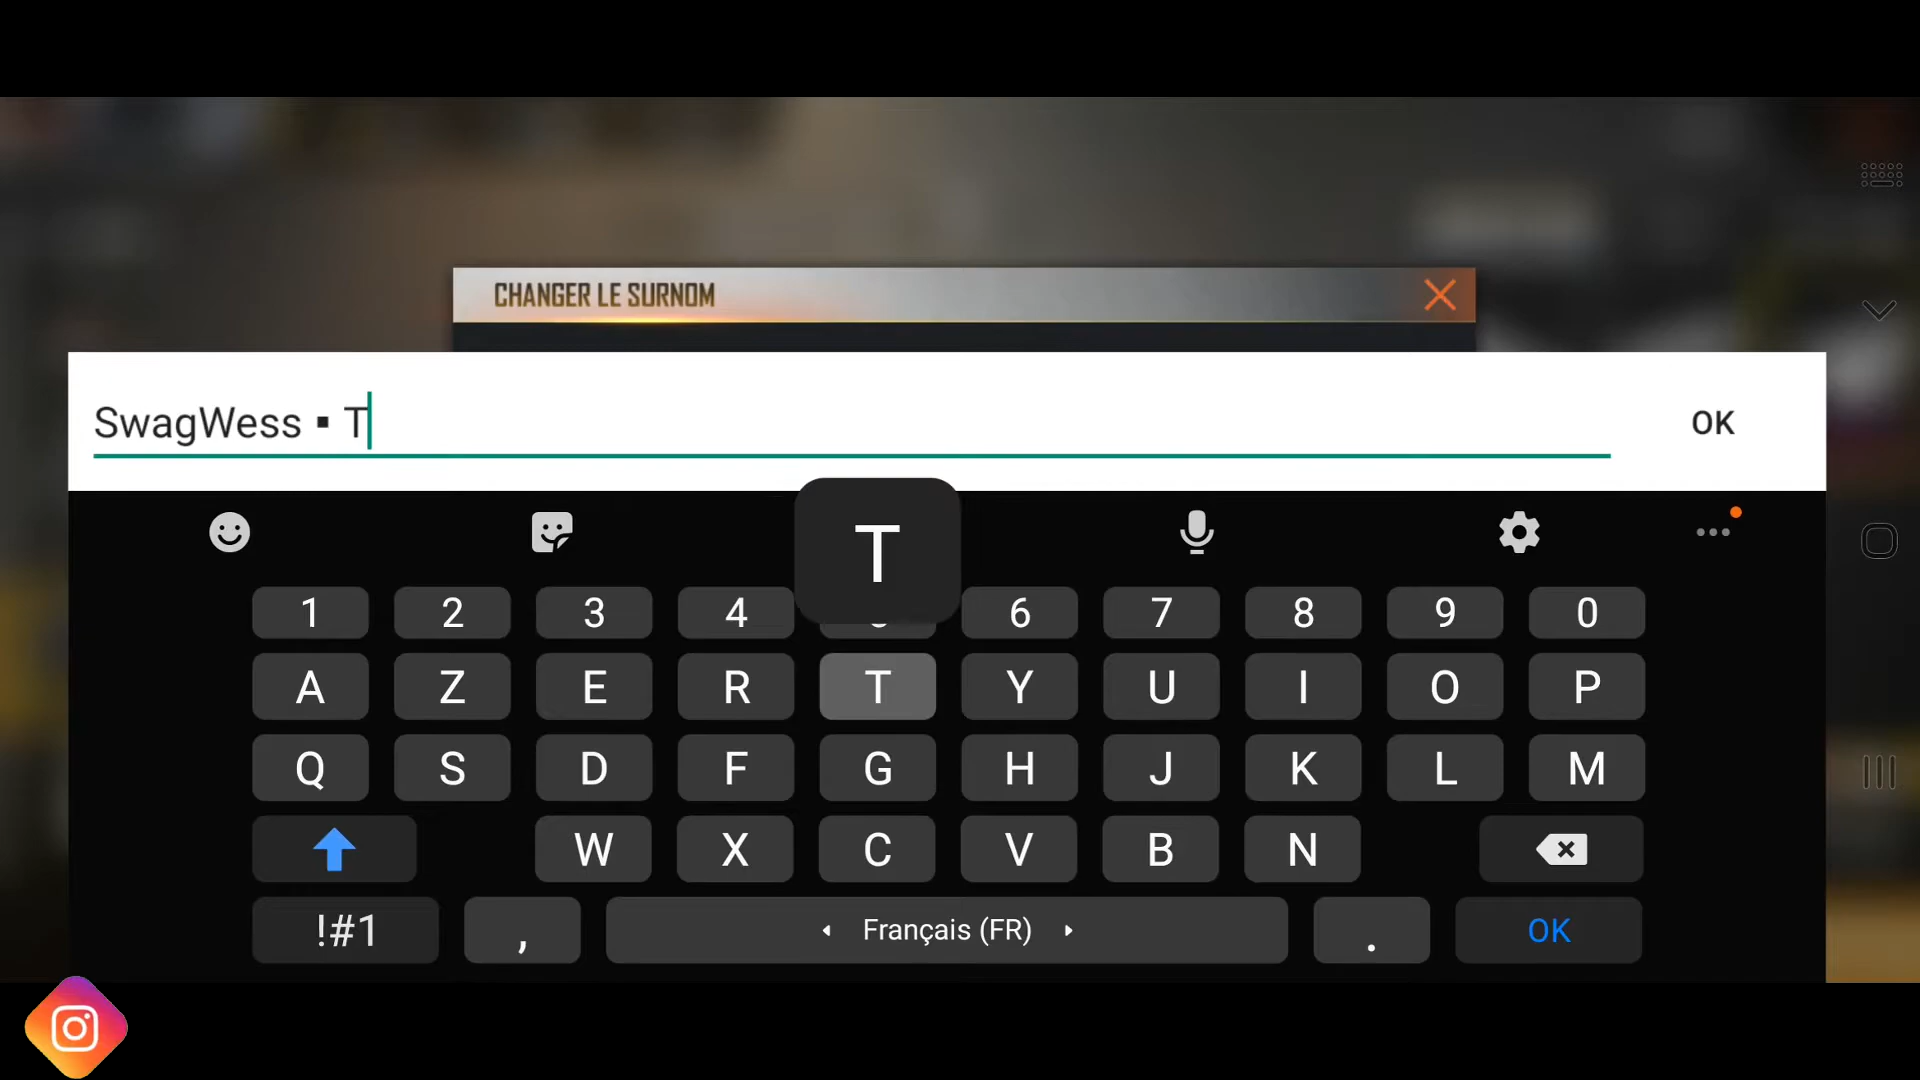 CHANGER LE SURNOM
SwagWess ▪ T
OK
T
1 2 3 4 6 7 8 9 0
A Z E R T Y U I O P
Q S D F G H J K L M
W X C V B N
!#1 , Français (FR) . OK